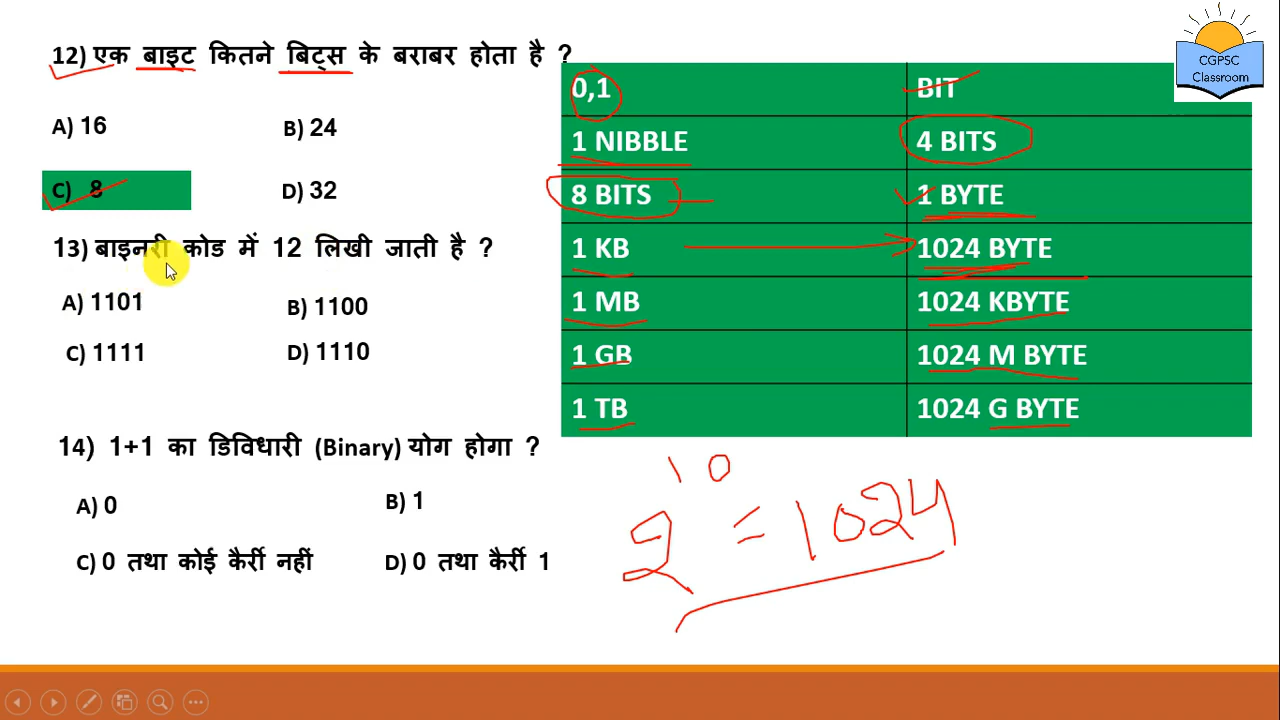 12) एक बाइट कितने बिट्स के बराबर होता है ?
A) 16
B) 24
C) 8
D) 32
13) बाइनरी कोड में 12 लिखी जाती है ?
A) 1101
B) 1100
C) 1111
D) 1110
14) 1+1 का डिविधारी (Binary) योग होगा ?
A) 0
B) 1
C) 0 तथा कोई कैर्री नहीं
D) 0 तथा कैर्री 1
0,1 BIT
1 NIBBLE 4 BITS
8 BITS 1 BYTE
1 KB 1024 BYTE
1 MB 1024 KBYTE
1 GB 1024 M BYTE
1 TB 1024 G BYTE
2^10 = 1024
CGPSC
Classroom